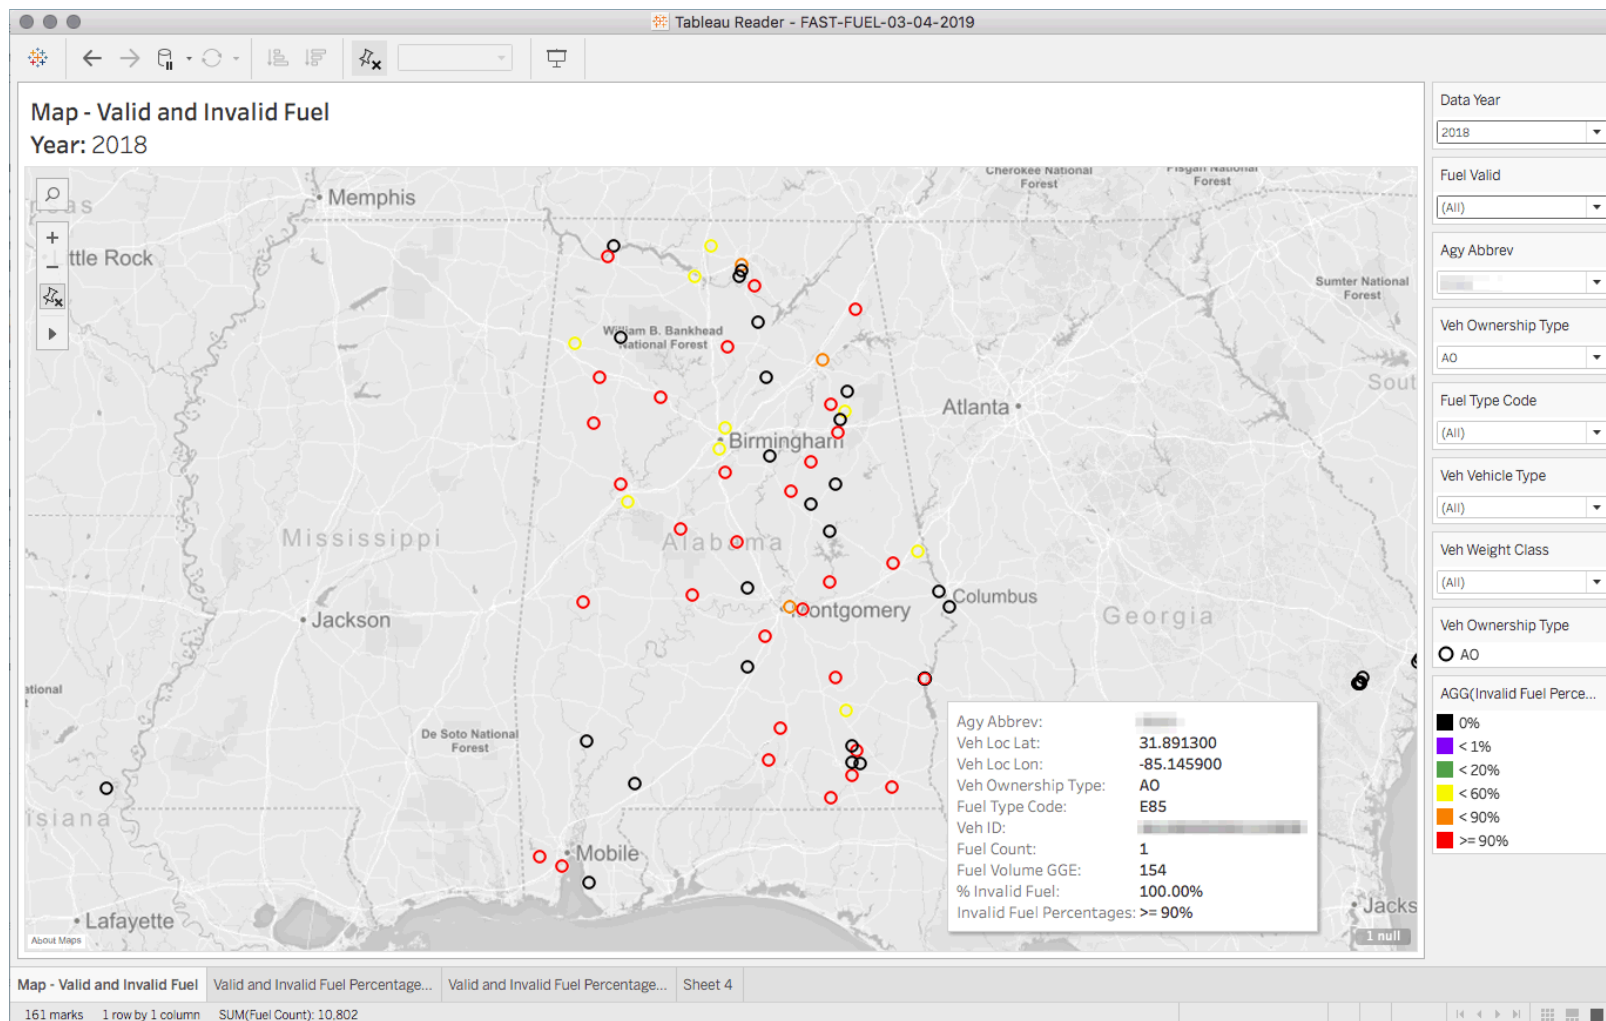 Tableau Reader - FAST-FUEL-03-04-2019
Map - Valid and Invalid Fuel
Year: 2018
Data Year
2018
Fuel Valid
(All)
Agy Abbrev
Veh Ownership Type
AO
Fuel Type Code
(All)
Veh Vehicle Type
(All)
Veh Weight Class
(All)
Veh Ownership Type
AO
AGG(Invalid Fuel Perce...
0%
< 1%
< 20%
< 60%
< 90%
>= 90%
Cherokee National
Forest
Forest
Memphis
ttle Rock
Sumter National
Forest
William B. Bankhead
National Forest
Sout
Atlanta
Birmingham
Mississippi
Alabama
Columbus
Montgomery
Georgia
Jackson
ational
De Soto National
Forest
isiana
Mobile
Lafayette
Jacks
About Maps
1 null
Agy Abbrev:
Veh Loc Lat: 31.891300
Veh Loc Lon: -85.145900
Veh Ownership Type: AO
Fuel Type Code: E85
Veh ID:
Fuel Count: 1
Fuel Volume GGE: 154
% Invalid Fuel: 100.00%
Invalid Fuel Percentages: >= 90%
Map - Valid and Invalid Fuel Valid and Invalid Fuel Percentage... Valid and Invalid Fuel Percentage... Sheet 4
161 marks 1 row by 1 column SUM(Fuel Count): 10,802